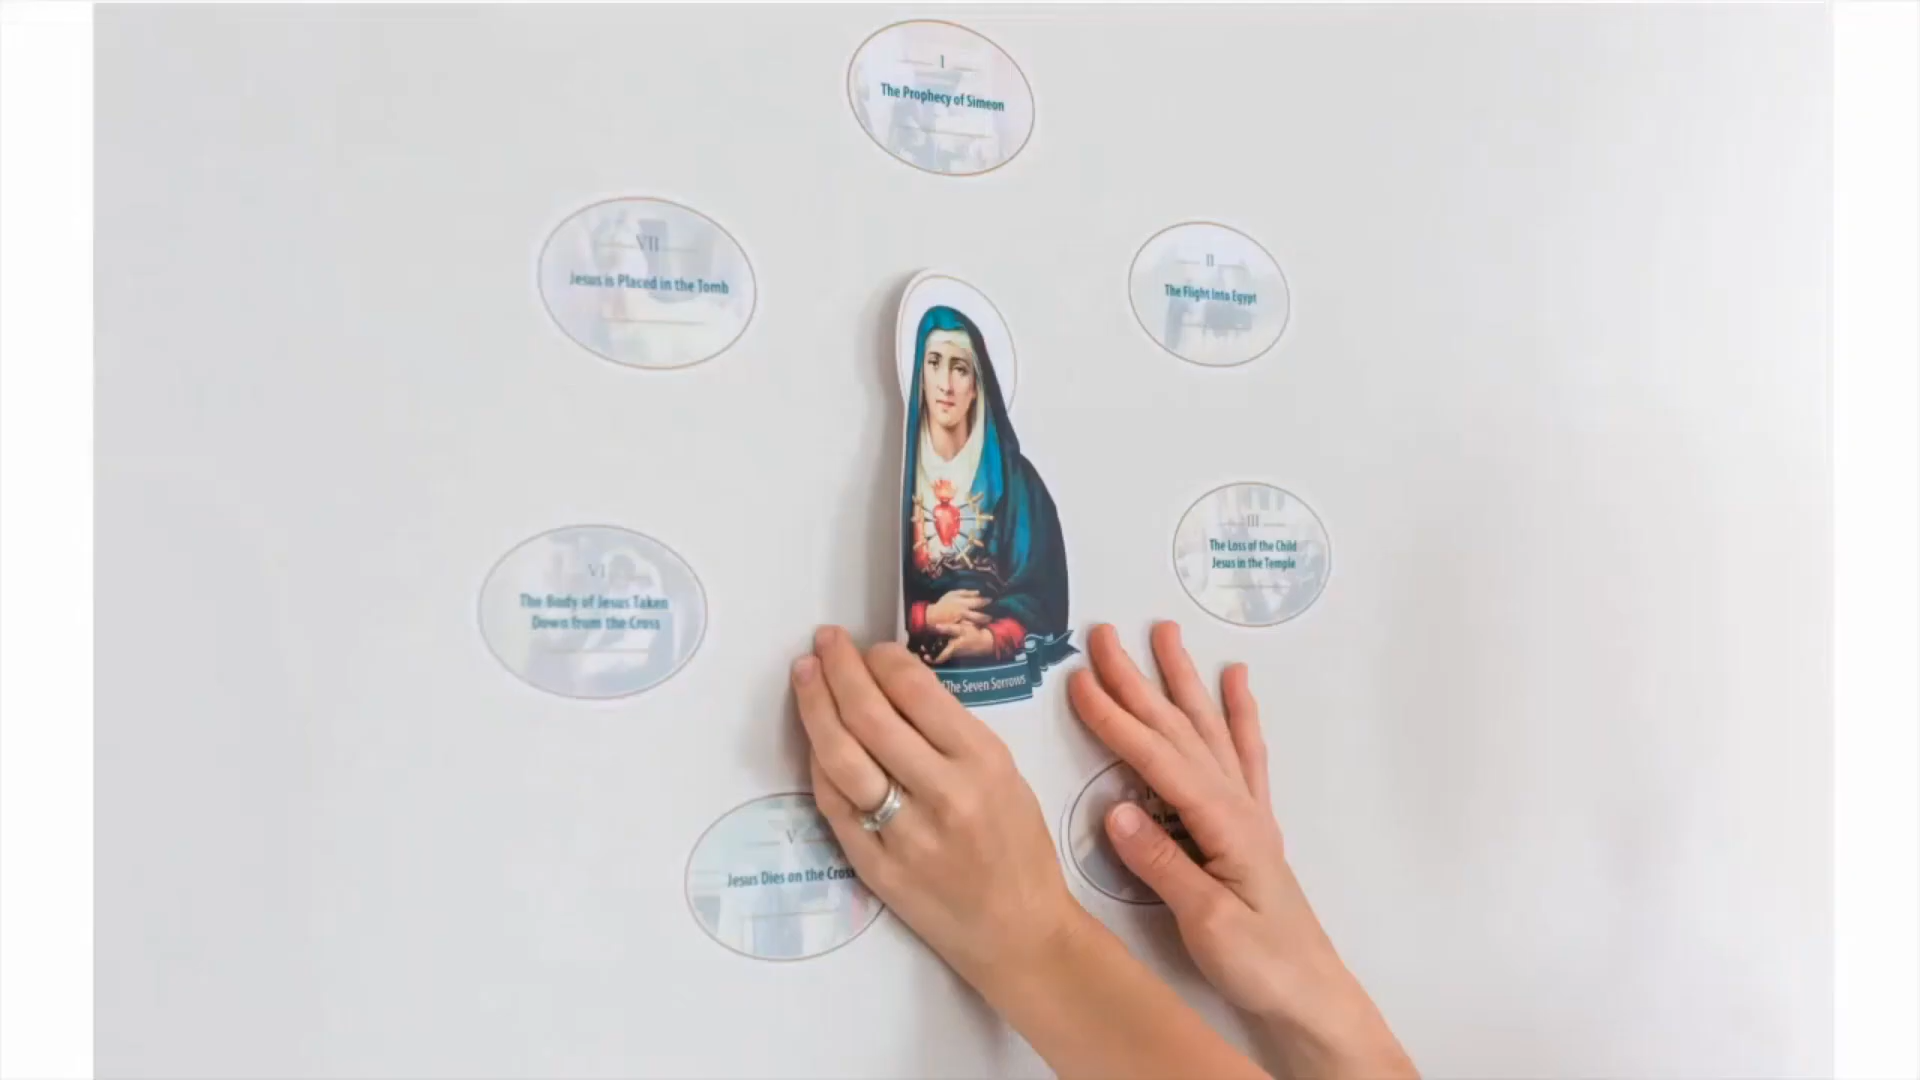 I
The Prophecy of Simeon
II
The Flight Into Egypt
III
The Loss of the Child
Jesus in the Temple
V
Jesus Dies on the Cross
VI
The Body of Jesus Taken
Down from the Cross
VII
Jesus is Placed in the Tomb
The Seven Sorrows